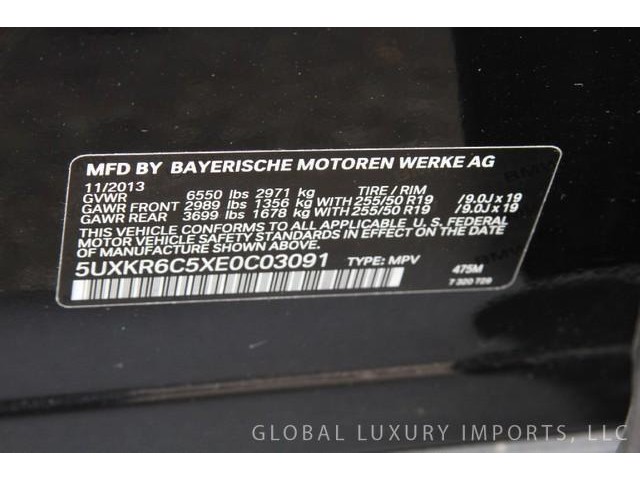 MFD BY BAYERISCHE MOTOREN WERKE AG
11/2013
GVWR 6550 lbs 2971 kg TIRE / RIM
GAWR FRONT 2989 lbs 1356 kg WITH 255/50 R19 /9.0J x 19
GAWR REAR 3699 lbs 1678 kg WITH 255/50 R19 /9.0J x 19
THIS VEHICLE CONFORMS TO ALL APPLICABLE U.S. FEDERAL
MOTOR VEHICLE SAFETY STANDARDS IN EFFECT ON THE DATE
OF MANUFACTURE SHOWN ABOVE.
5UXKR6C5XE0C03091 TYPE: MPV 475M
7 320 729
GLOBAL LUXURY IMPORTS, LLC